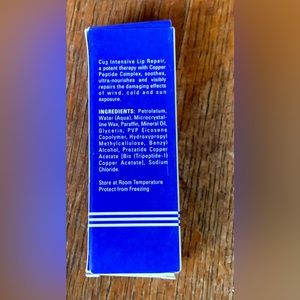 Cu3 Intensive Lip Repair,
a potent therapy with Copper
Peptide Complex, soothes,
ultra-nourishes and visibly
repairs the damaging effects
of wind, cold and sun
exposure.
INGREDIENTS: Petrolatum,
Water (Aqua), Microcrystal-
line Wax, Paraffin, Mineral Oil,
Glycerin, PVP Eicosene
Copolymer, Hydroxypropyl
Methylcellulose, Benzyl
Alcohol, Prezatide Copper
Acetate [Bis (Tripeptide-1)
Copper Acetate], Sodium
Chloride.
Store at Room Temperature
Protect from Freezing